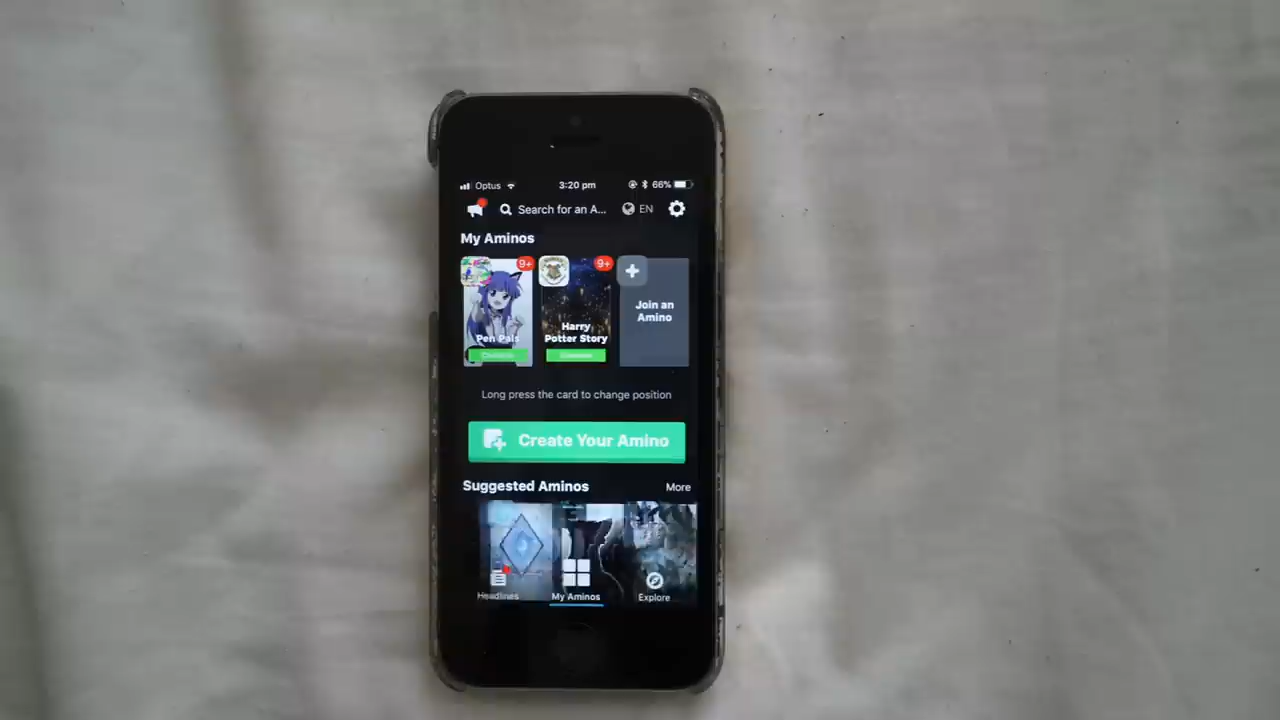 Optus 3:20 pm 66%
Search for an A... EN
My Aminos
9+ 9+
Pen Pals
Harry
Potter Story
Join an
Amino
Long press the card to change position
Create Your Amino
Suggested Aminos More
Headlines My Aminos Explore